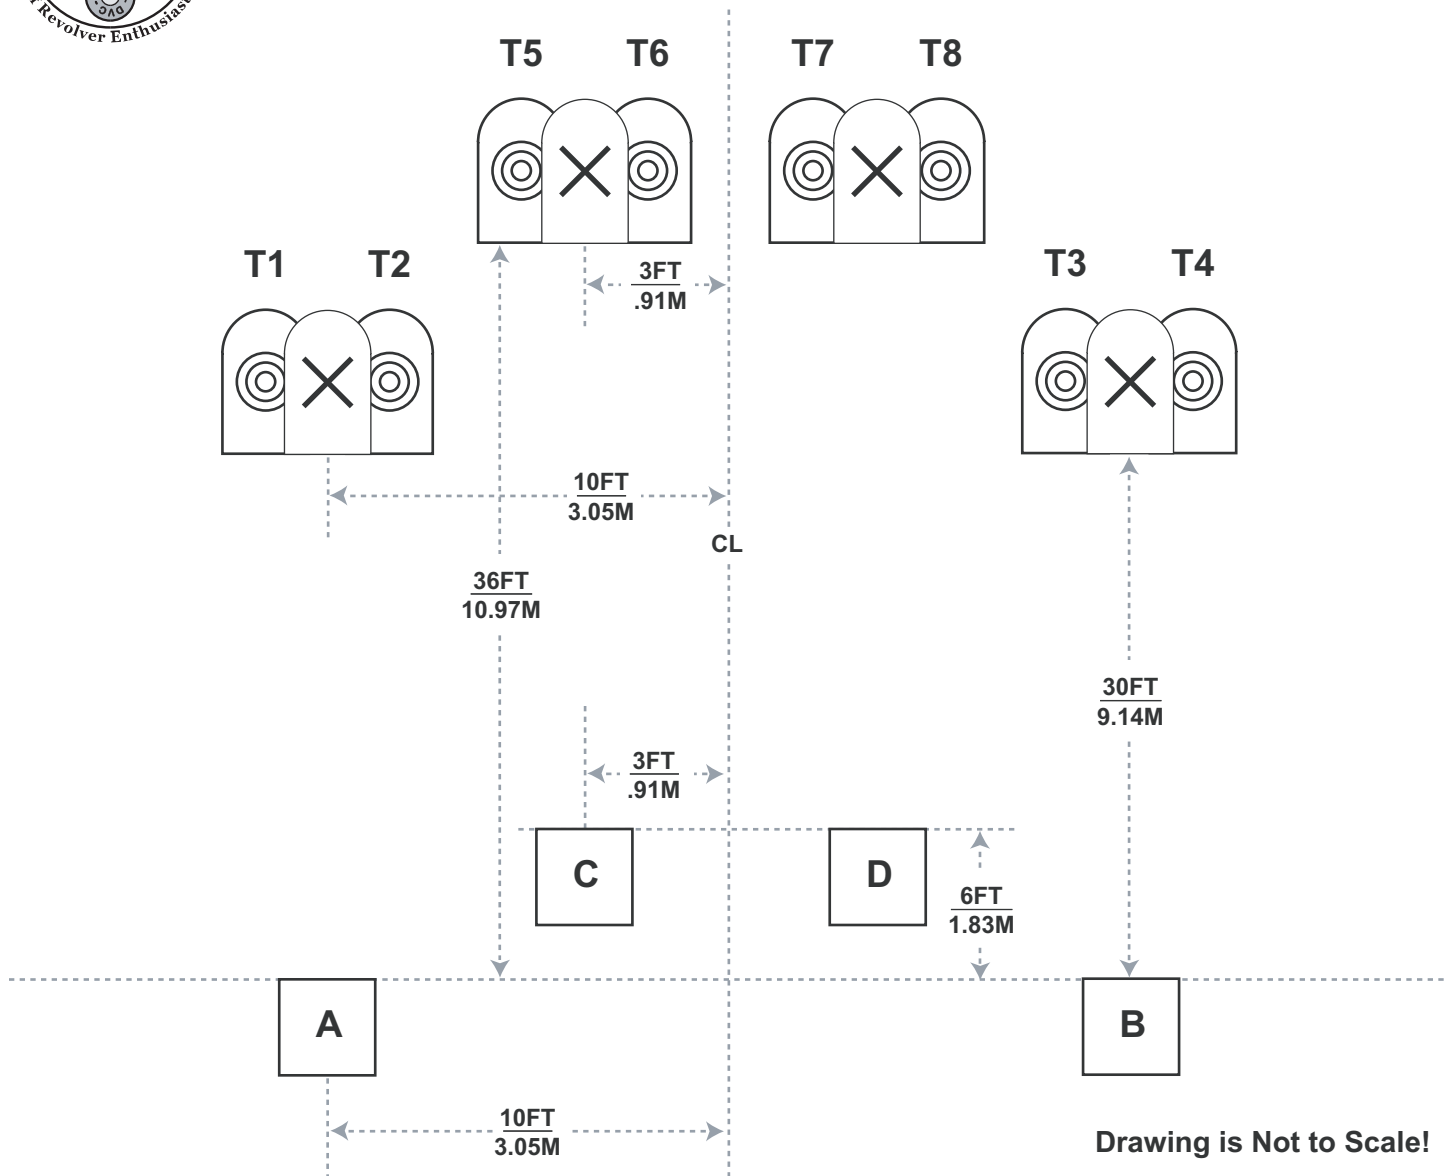 Revolver Enthusiast
DVC
T5 T6 T7 T8
3FT
.91M
T1 T2 T3 T4
10FT
3.05M
CL
36FT
10.97M
30FT
9.14M
3FT
.91M
C D
6FT
1.83M
A B
10FT
3.05M
Drawing is Not to Scale!